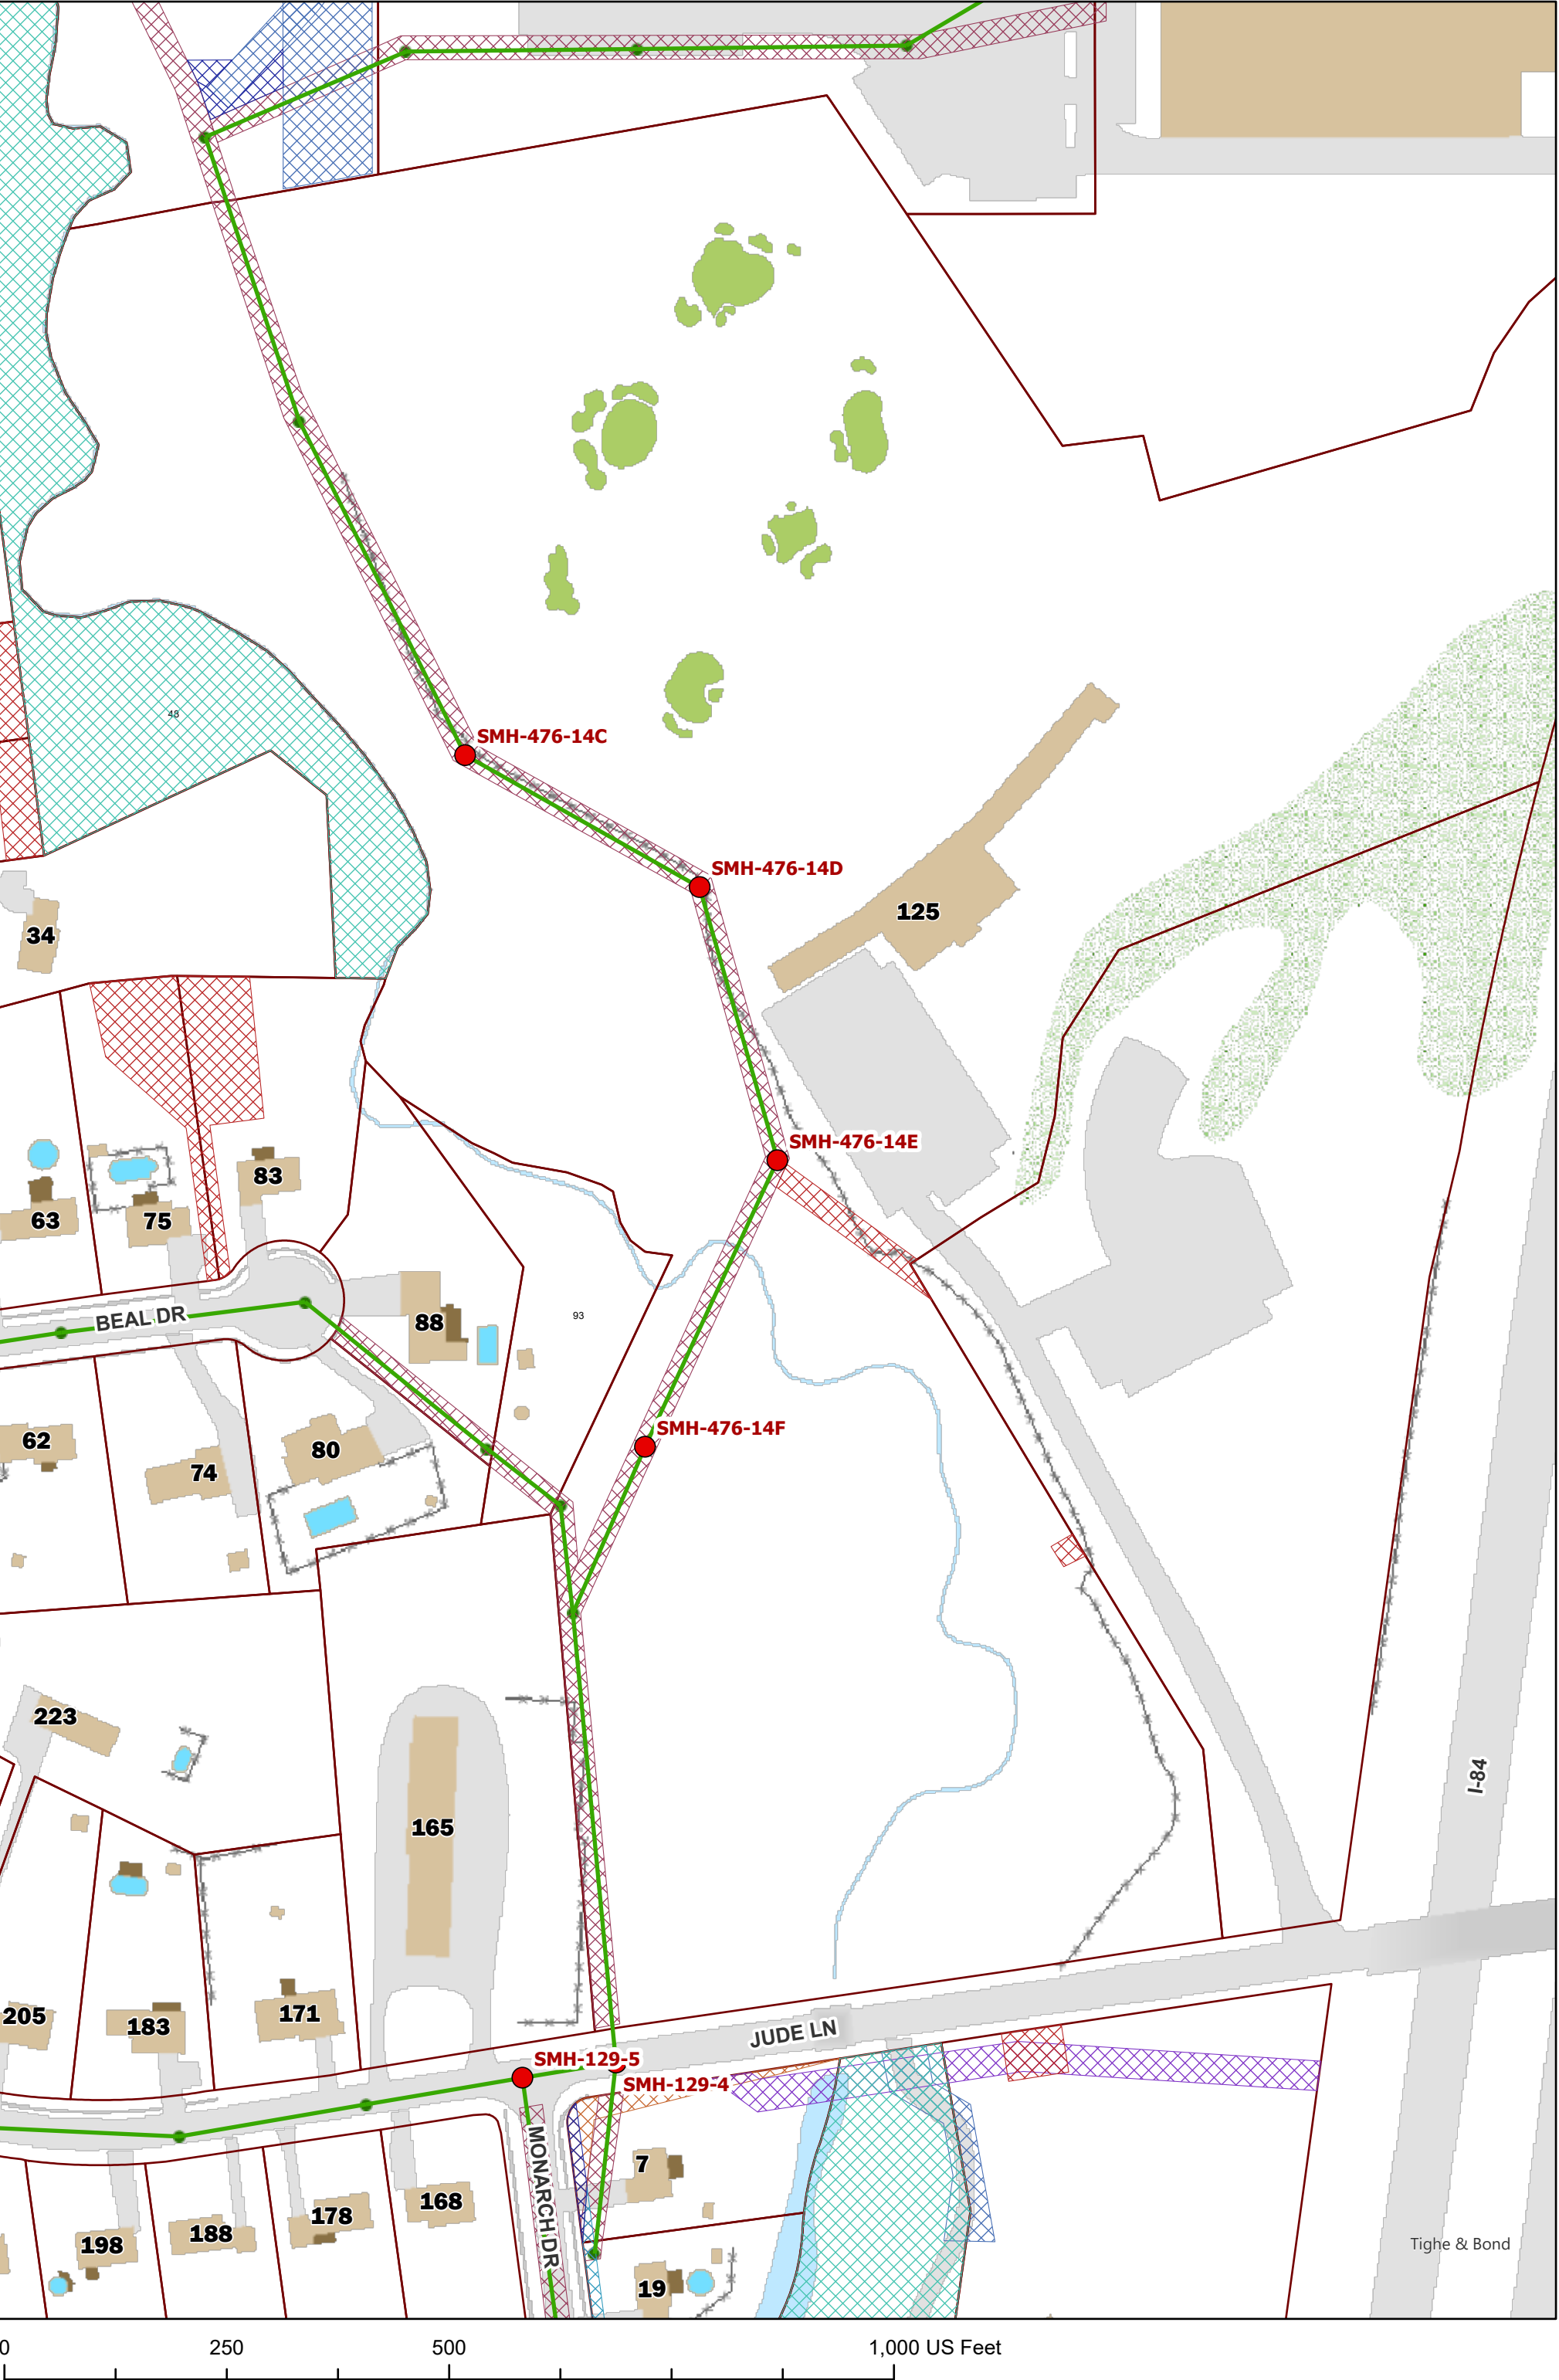 48
SMH-476-14C
SMH-476-14D
125
34
SMH-476-14E
83
63
75
BEAL DR
88
93
SMH-476-14F
62
80
74
223
I-84
165
205
183
171
JUDE LN
SMH-129-5
SMH-129-4
MONARCH DR
7
168
178
188
198
19
Tighe & Bond
0 250 500 1,000 US Feet